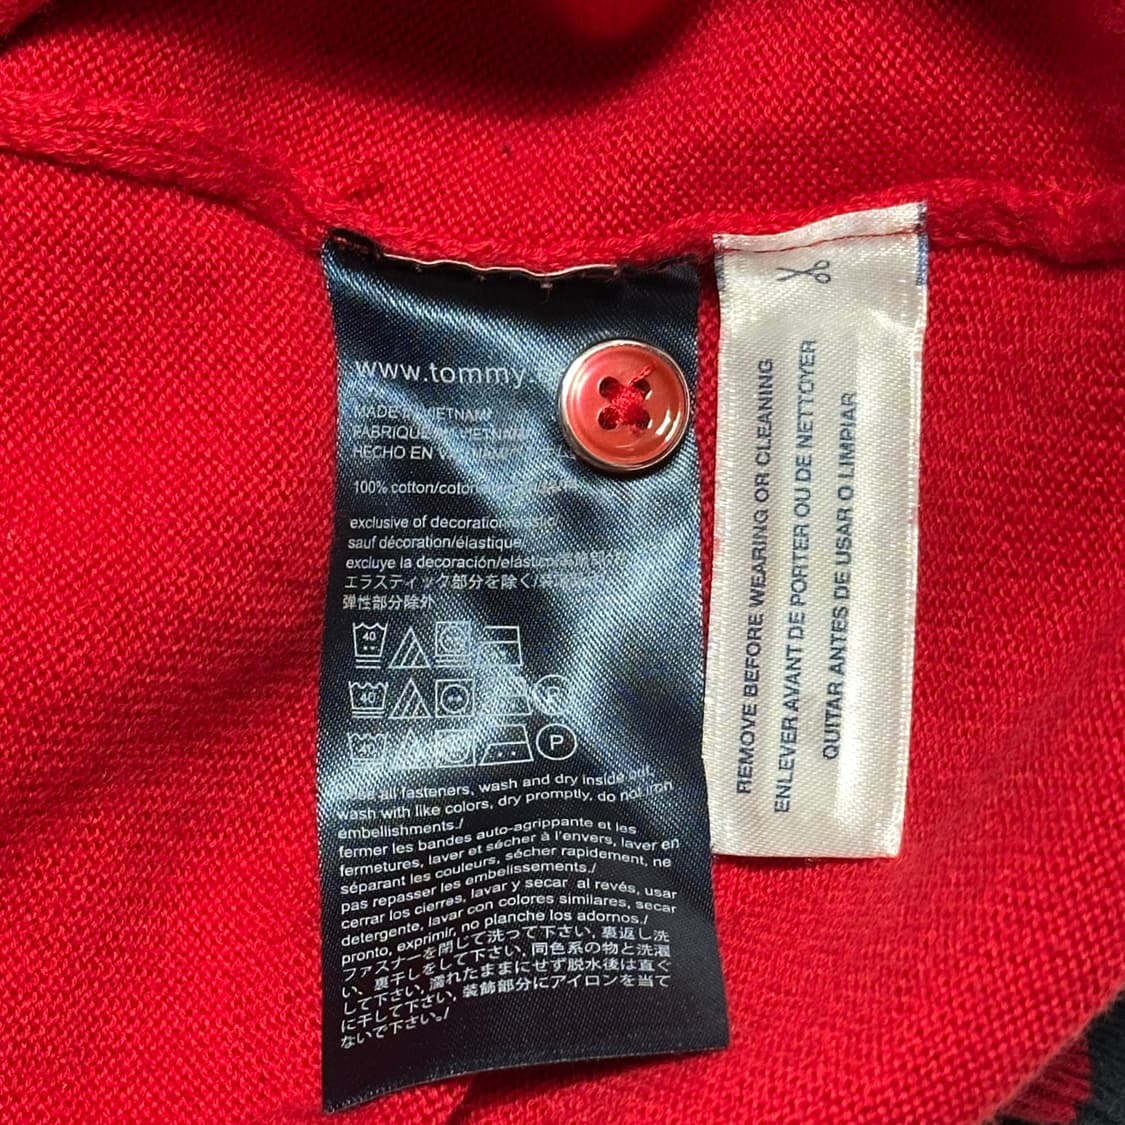 www.tommy
MADE IN VIETNAM/
FABRIQUÉ VIETNAM/
HECHO EN
100% cotton/
exclusive of decoration/elastic/
sauf décoration/élastique/
excluye la decoración/
エラスティック部分を除く/
弾性部分除外
40
40
P
40
P
all fasteners, wash and dry inside out,
wash with like colors, dry promptly, do not iron
embellishments./
fermer les bandes auto-agrippante et les
fermetures, laver et sécher à l'envers, laver en
séparant les couleurs, sécher rapidement, ne
pas repasser les embelissements./
cerrar los cierres, lavar y secar al revés, usar
detergente, lavar con colores similares, secar
pronto, exprimir, no planche los adornos./
ファスナーを閉じて洗って下さい, 裏返し洗
い, 裏干しをして下さい, 同色系の物と洗濯
して下さい, 濡れたままにせず脱水後は直ぐ
に干して下さい, 装飾部分にアイロンを当て
ないで下さい。/
REMOVE BEFORE WEARING OR CLEANING
ENLEVER AVANT DE PORTER OU DE NETTOYER
QUITAR ANTES DE USAR O LIMPIAR